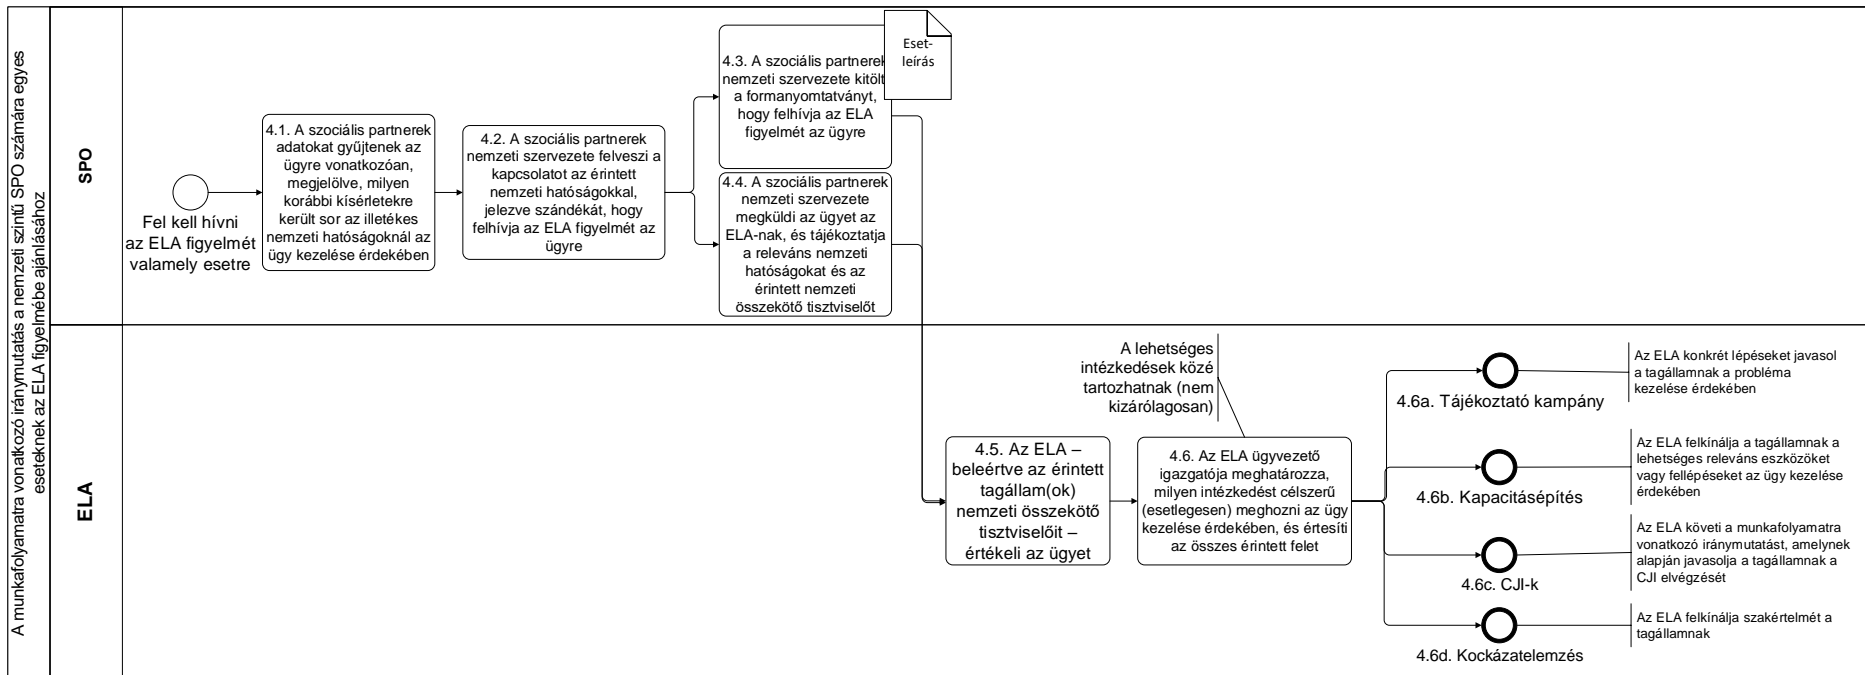 A munkafolyamatra vonatkozó iránymutatás a nemzeti szintű SPO számára egyes
eseteknek az ELA figyelmébe ajánlásához
SPO
Fel kell hívni
az ELA figyelmét
valamely esetre
4.1. A szociális partnerek
adatokat gyűjtenek az
ügyre vonatkozóan,
megjelölve, milyen
korábbi kísérletekre
került sor az illetékes
nemzeti hatóságoknál az
ügy kezelése érdekében
4.2. A szociális partnerek
nemzeti szervezete felveszi a
kapcsolatot az érintett
nemzeti hatóságokkal,
jelezve szándékát, hogy
felhívja az ELA figyelmét az
ügyre
4.3. A szociális partnerek
nemzeti szervezete kitölt
a formanyomtatványt,
hogy felhívja az ELA
figyelmét az ügyre
Eset-
leírás
4.4. A szociális partnerek
nemzeti szervezete
megküldi az ügyet az
ELA-nak, és tájékoztatja
a releváns nemzeti
hatóságokat és az
érintett nemzeti
összekötő tisztviselőt
ELA
4.5. Az ELA –
beleértve az érintett
tagállam(ok)
nemzeti összekötő
tisztviselőit –
értékeli az ügyet
A lehetséges
intézkedések közé
tartozhatnak (nem
kizárólagosan)
4.6. Az ELA ügyvezető
igazgatója meghatározza,
milyen intézkedést célszerű
(esetlegesen) meghozni az ügy
kezelése érdekében, és értesíti
az összes érintett felet
4.6a. Tájékoztató kampány
Az ELA konkrét lépéseket javasol
a tagállamnak a probléma
kezelése érdekében
4.6b. Kapacitásépítés
Az ELA felkínálja a tagállamnak a
lehetséges releváns eszközöket
vagy fellépéseket az ügy kezelése
érdekében
4.6c. CJI-k
Az ELA követi a munkafolyamatra
vonatkozó iránymutatást, amelynek
alapján javasolja a tagállamnak a
CJI elvégzését
4.6d. Kockázatelemzés
Az ELA felkínálja szakértelmét a
tagállamnak